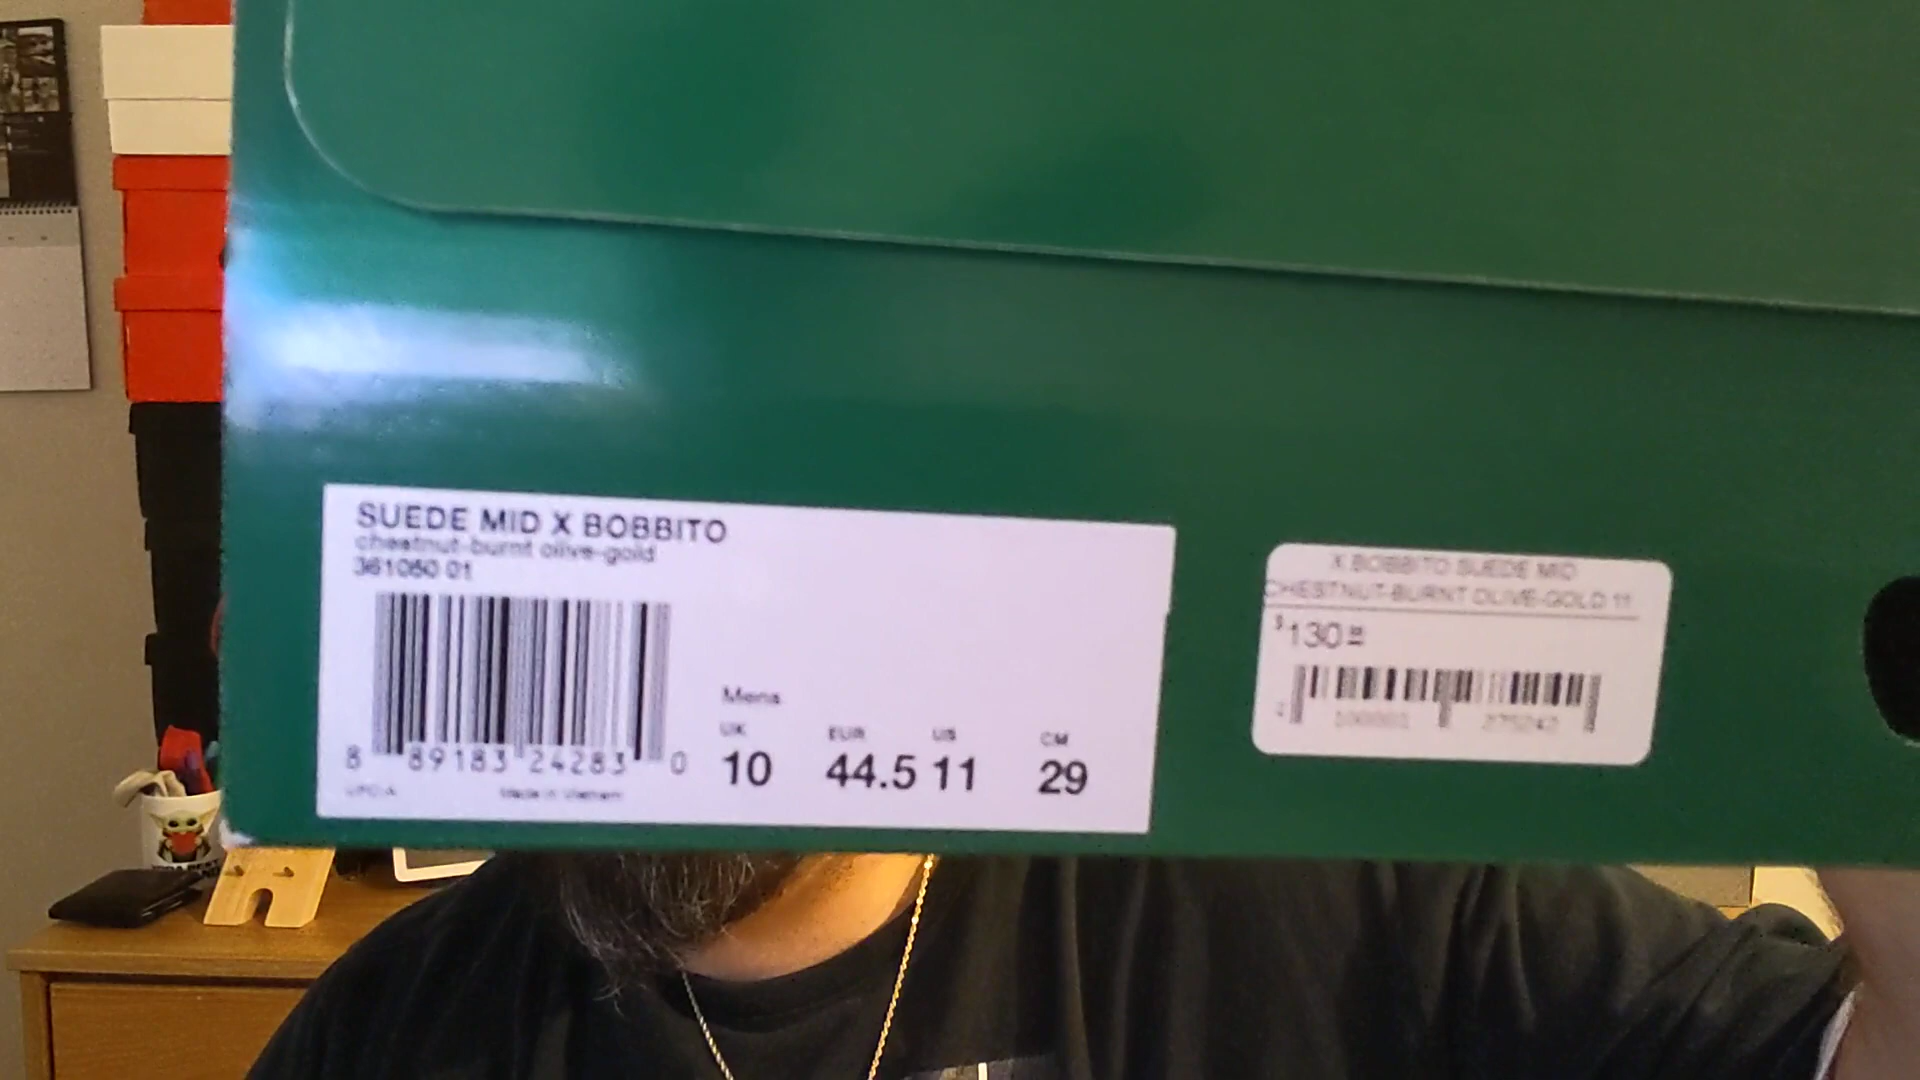 SUEDE MID X BOBBITO
chestnut-burnt olive-gold
361060 01
8 89183 24283 0
UPC-A
Made in Vietnam
Mens
UK EUR US CM
10 44.5 11 29
X BOBBITO SUEDE MID
CHESTNUT-BURNT OLIVE-GOLD 11
$130